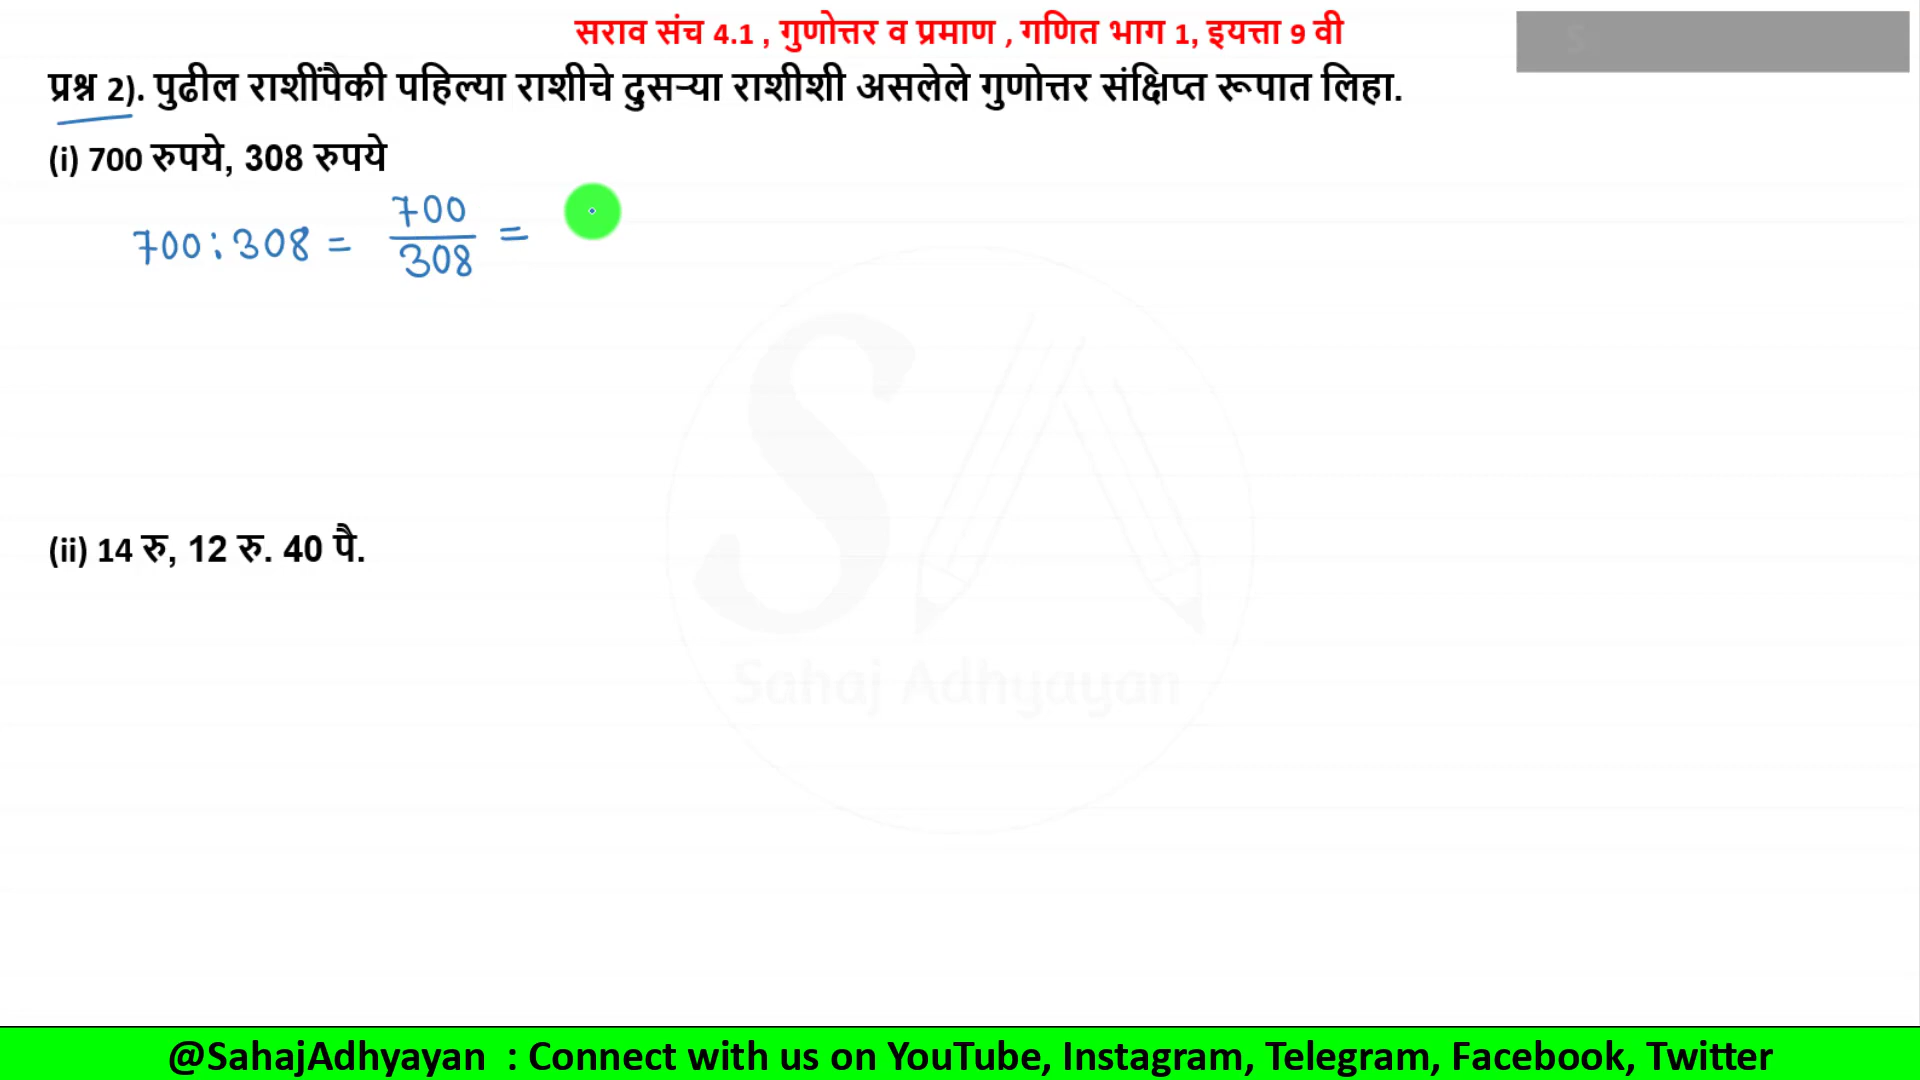 सराव संच 4.1 , गुणोत्तर व प्रमाण , गणित भाग 1, इयत्ता 9 वी
प्रश्न 2). पुढील राशींपैकी पहिल्या राशीचे दुसऱ्या राशीशी असलेले गुणोत्तर संक्षिप्त रूपात लिहा.
(i) 700 रुपये, 308 रुपये
700 : 308 = 700/308 =
(ii) 14 रु, 12 रु. 40 पै.
Sahaj Adhyayan
@SahajAdhyayan : Connect with us on YouTube, Instagram, Telegram, Facebook, Twitter